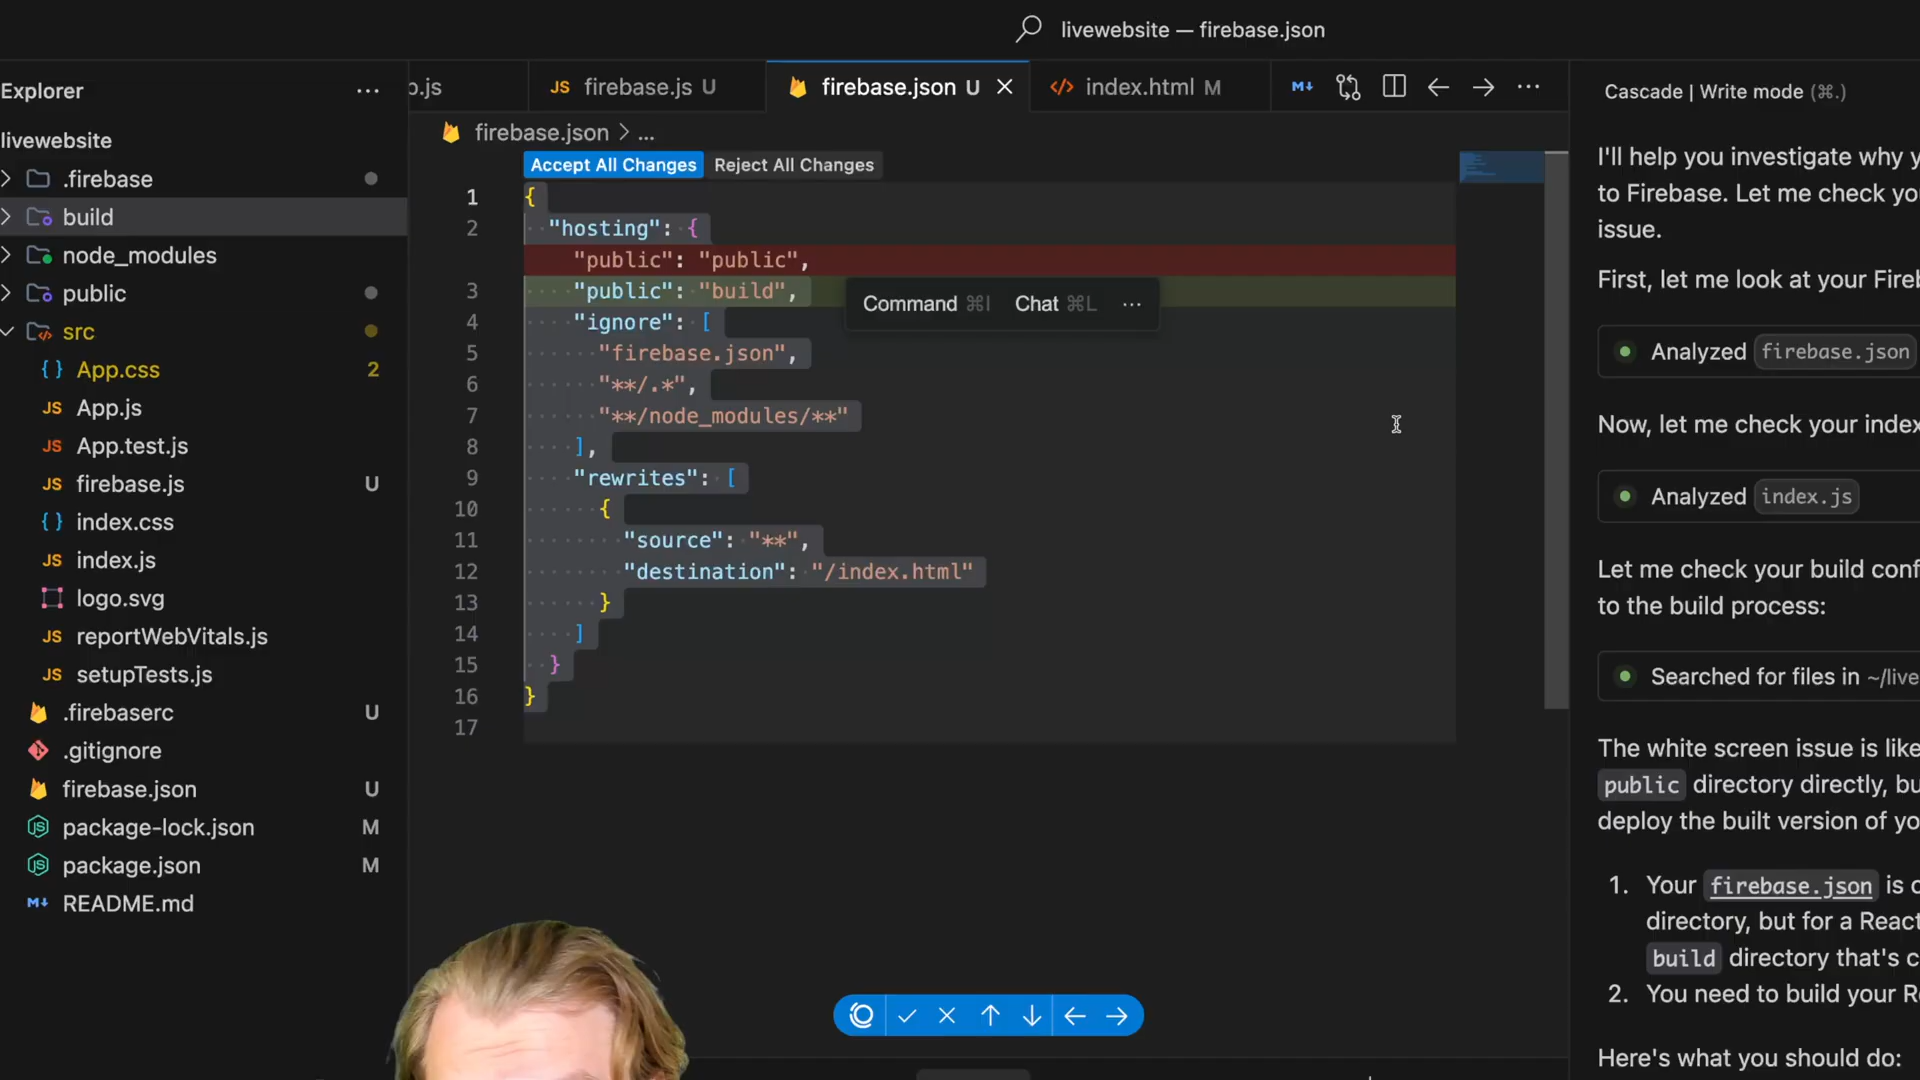 livewebsite — firebase.json
Explorer
livewebsite
.firebase
build
node_modules
public
src
App.css 2
App.js
App.test.js
firebase.js U
index.css
index.js
logo.svg
reportWebVitals.js
setupTests.js
.firebaserc U
.gitignore
firebase.json U
package-lock.json M
package.json M
README.md
.js JS firebase.js U firebase.json U index.html M
firebase.json > ...
Accept All Changes Reject All Changes
1 {
2 "hosting": {
"public": "public",
3 "public": "build",
4 "ignore": [
5 "firebase.json",
6 "**/.*",
7 "**/node_modules/**"
8 ],
9 "rewrites": [
10 {
11 "source": "**",
12 "destination": "/index.html"
13 }
14 ]
15 }
16 }
17
Command ⌘I Chat ⌘L ...
Cascade | Write mode (⌘.)
I'll help you investigate why
to Firebase. Let me check
issue.
First, let me look at your
Analyzed firebase.json
Now, let me check your index
Analyzed index.js
Let me check your build
to the build process:
Searched for files in ~/live
The white screen issue is
public directory directly,
deploy the built version of
1. Your firebase.json is
directory, but for a React
build directory that's
2. You need to build your
Here's what you should do: